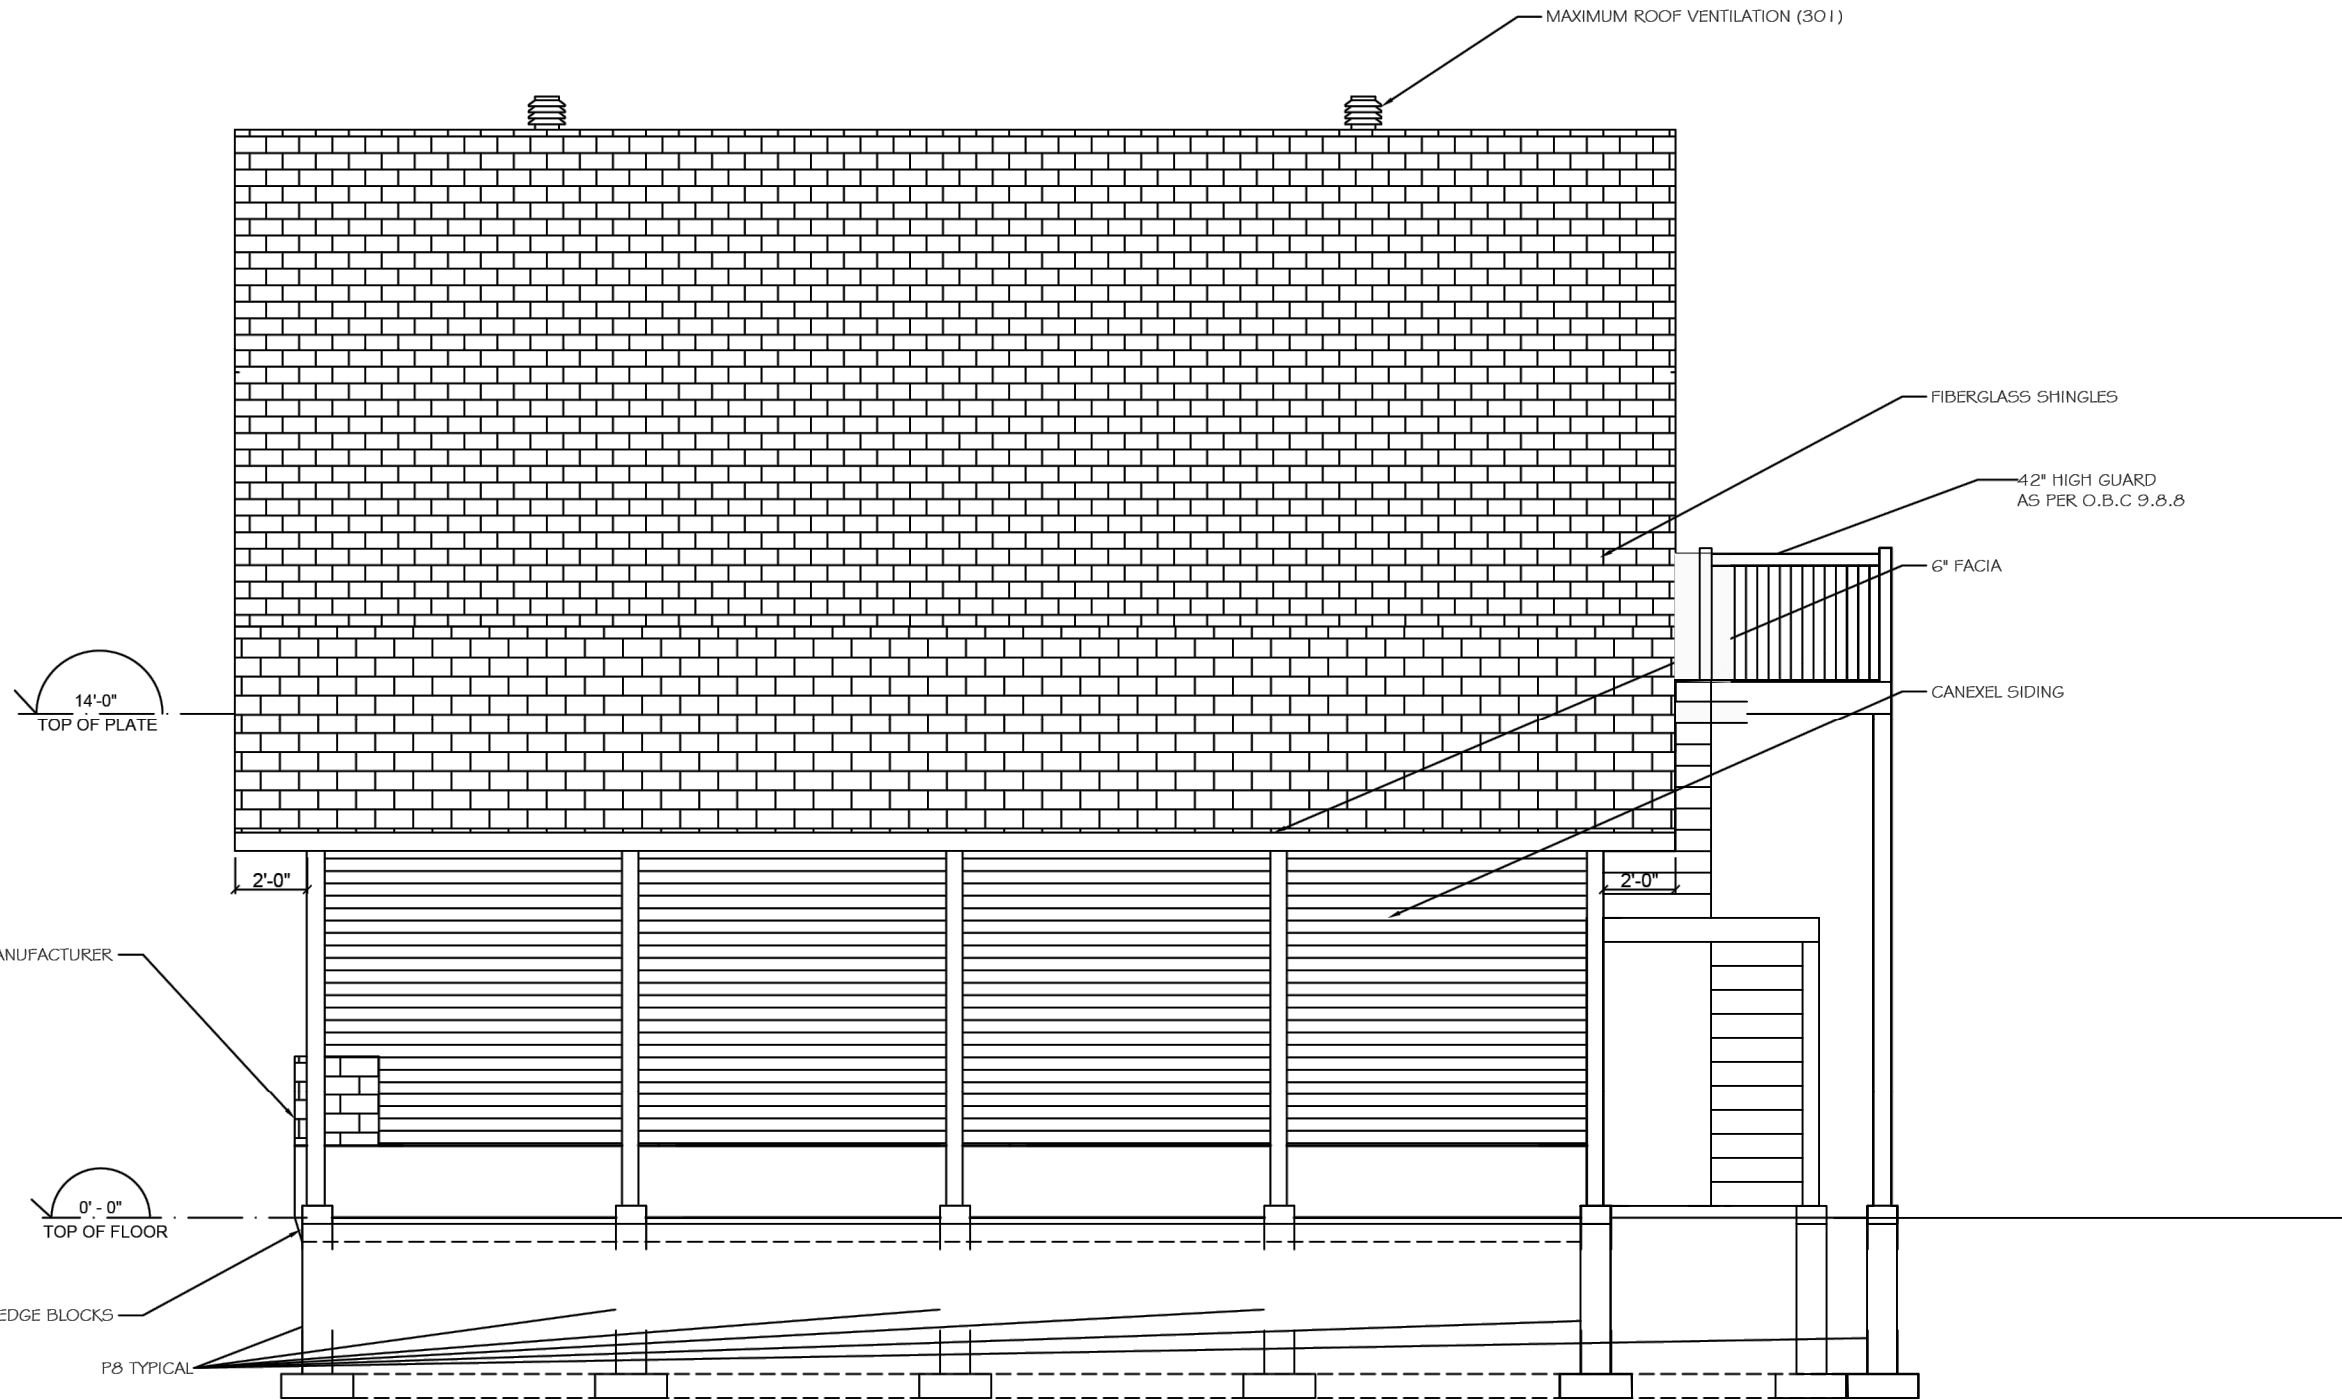 MAXIMUM ROOF VENTILATION (301)
FIBERGLASS SHINGLES
42" HIGH GUARD
AS PER O.B.C 9.8.8
6" FACIA
14'-0"
TOP OF PLATE
CANEXEL SIDING
2'-0"
2'-0"
ANUFACTURER
0' - 0"
TOP OF FLOOR
EDGE BLOCKS
P8 TYPICAL